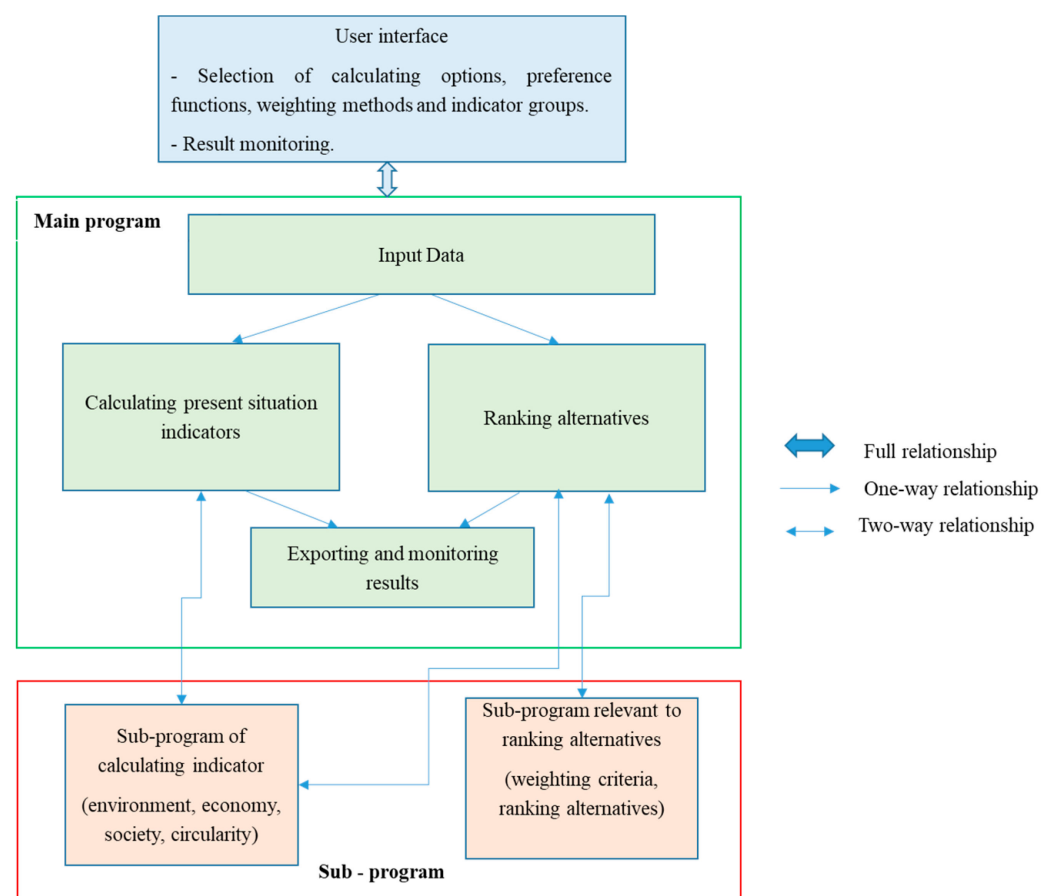 User interface
- Selection of calculating options, preference
functions, weighting methods and indicator groups.
- Result monitoring.
Main program
Input Data
Calculating present situation
indicators
Ranking alternatives
Exporting and monitoring
results
Full relationship
One-way relationship
Two-way relationship
Sub-program of
calculating indicator
(environment, economy,
society, circularity)
Sub-program relevant to
ranking alternatives
(weighting criteria,
ranking alternatives)
Sub - program